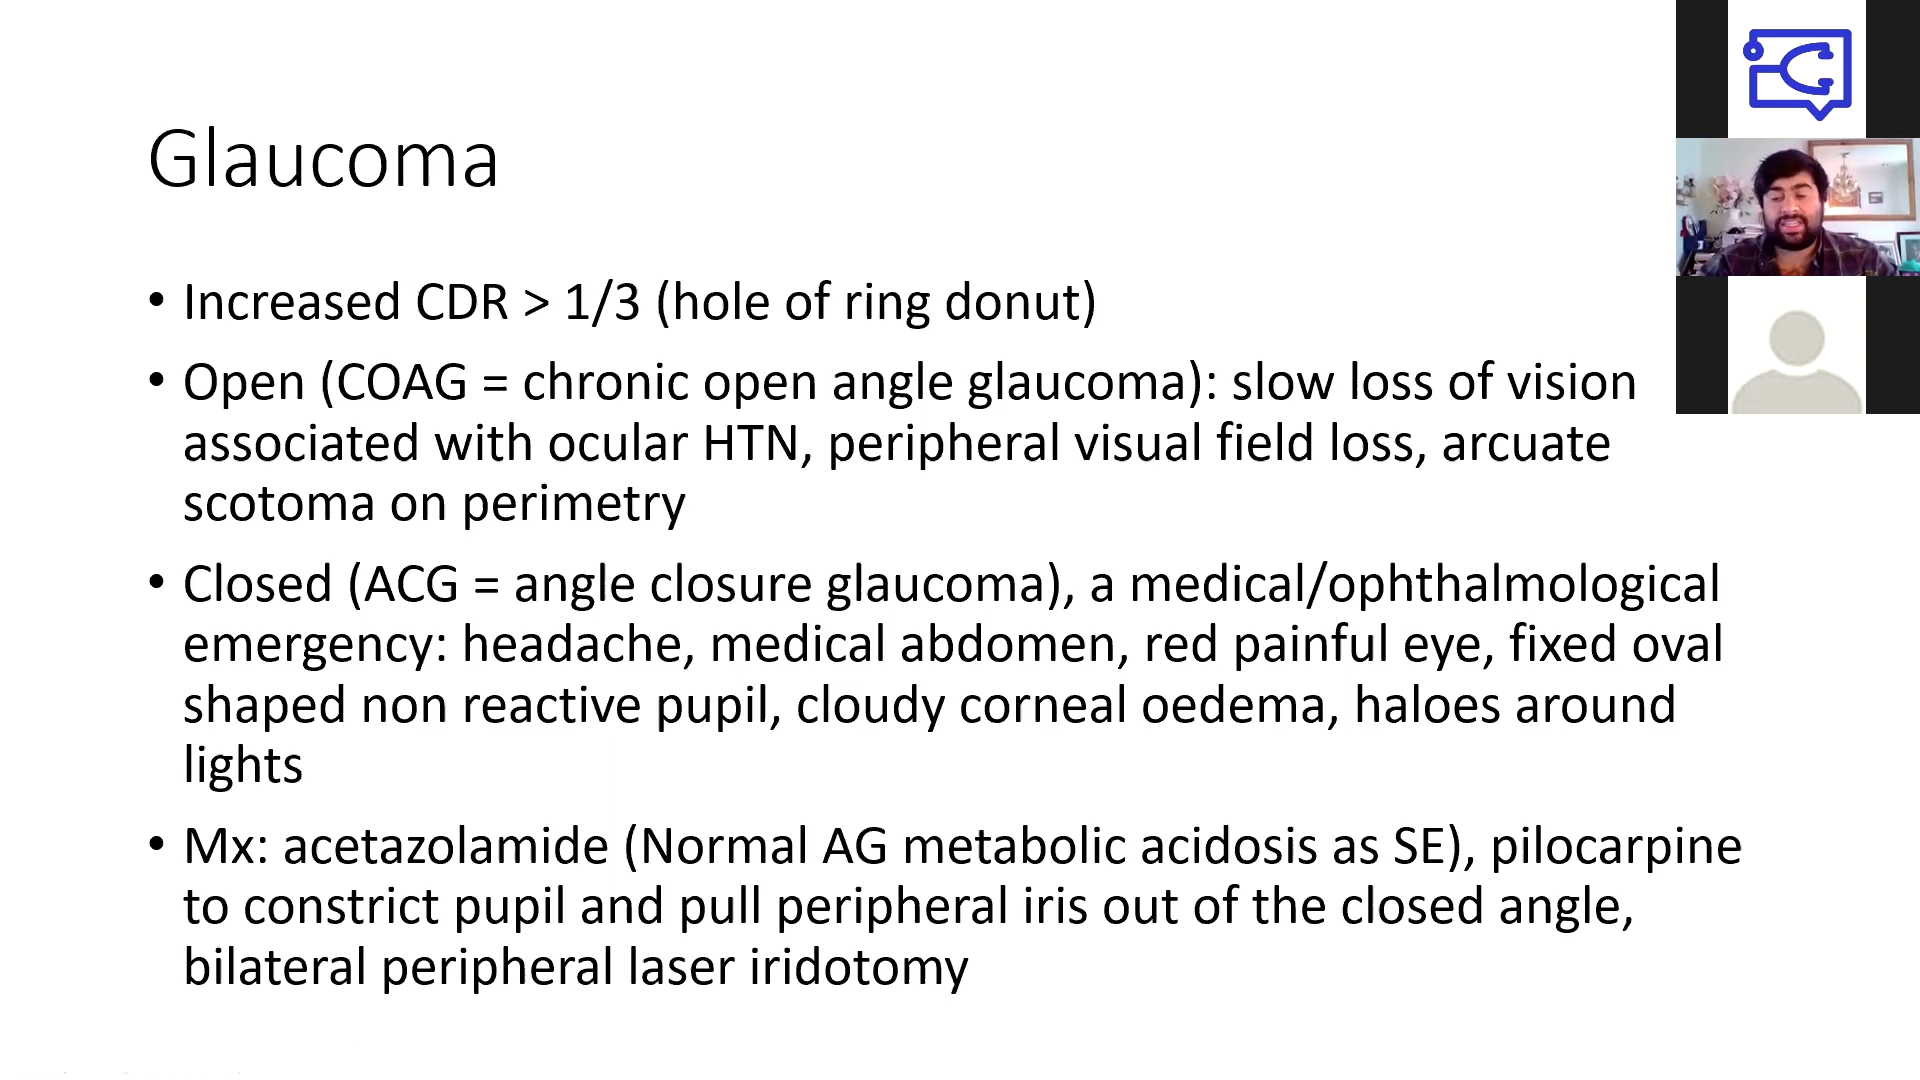 Glaucoma
• Increased CDR > 1/3 (hole of ring donut)
• Open (COAG = chronic open angle glaucoma): slow loss of vision
associated with ocular HTN, peripheral visual field loss, arcuate
scotoma on perimetry
• Closed (ACG = angle closure glaucoma), a medical/ophthalmological
emergency: headache, medical abdomen, red painful eye, fixed oval
shaped non reactive pupil, cloudy corneal oedema, haloes around
lights
• Mx: acetazolamide (Normal AG metabolic acidosis as SE), pilocarpine
to constrict pupil and pull peripheral iris out of the closed angle,
bilateral peripheral laser iridotomy